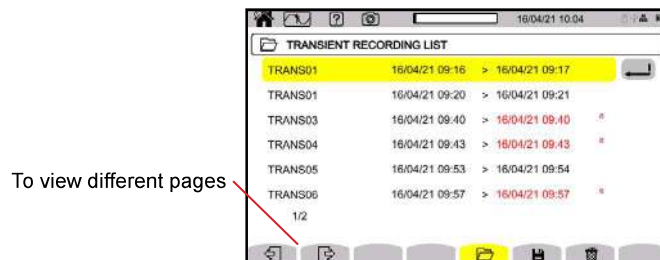 16/04/21 10:04
TRANSIENT RECORDING LIST
TRANS01 16/04/21 09:16 > 16/04/21 09:17
TRANS01 16/04/21 09:20 > 16/04/21 09:21
TRANS03 16/04/21 09:40 > 16/04/21 09:40
TRANS04 16/04/21 09:43 > 16/04/21 09:43
TRANS05 16/04/21 09:53 > 16/04/21 09:54
To view different pages
TRANS06 16/04/21 09:57 > 16/04/21 09:57
1/2